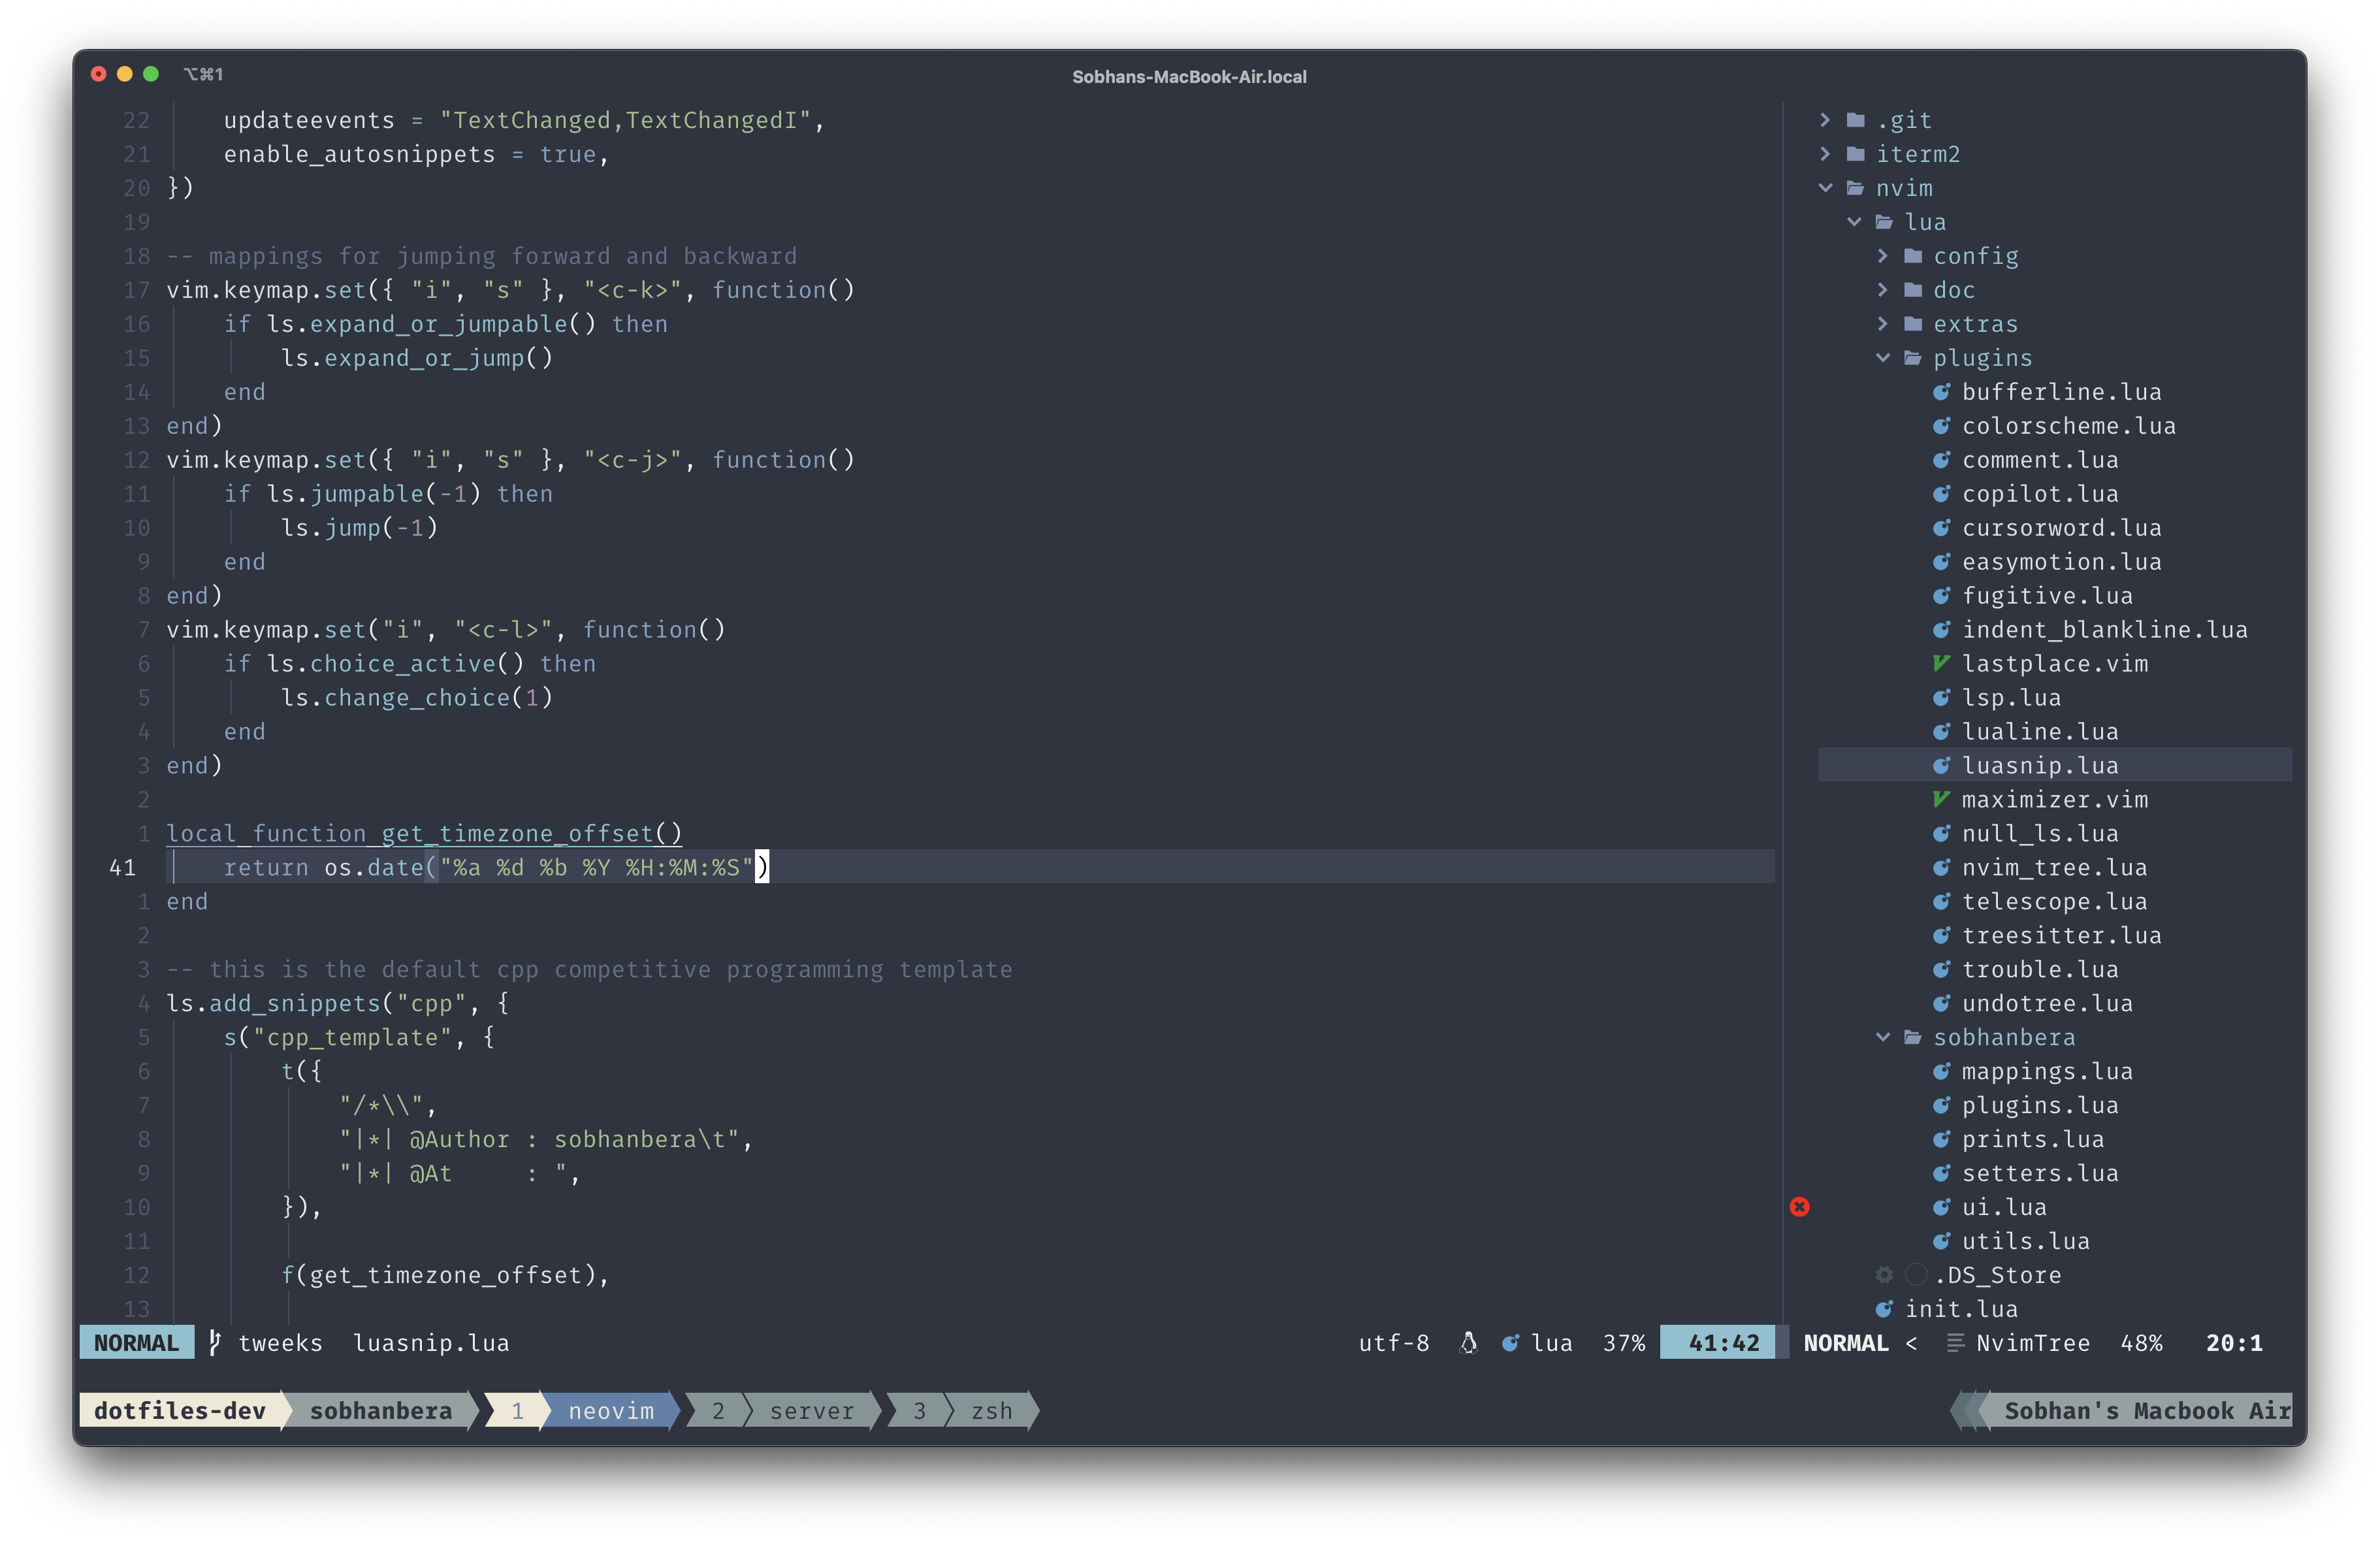 ⌥⌘1
Sobhans-MacBook-Air.local
22     updateevents = "TextChanged,TextChangedI",
21     enable_autosnippets = true,
20 })
19
18 -- mappings for jumping forward and backward
17 vim.keymap.set({ "i", "s" }, "<c-k>", function()
16     if ls.expand_or_jumpable() then
15         ls.expand_or_jump()
14     end
13 end)
12 vim.keymap.set({ "i", "s" }, "<c-j>", function()
11     if ls.jumpable(-1) then
10         ls.jump(-1)
9     end
8 end)
7 vim.keymap.set("i", "<c-l>", function()
6     if ls.choice_active() then
5         ls.change_choice(1)
4     end
3 end)
2
1 local function get_timezone_offset()
41     return os.date("%a %d %b %Y %H:%M:%S")
1 end
2
3 -- this is the default cpp competitive programming template
4 ls.add_snippets("cpp", {
5     s("cpp_template", {
6         t({
7             "/*\\",
8             "|*| @Author : sobhanbera\t",
9             "|*| @At     : ",
10         }),
11
12         f(get_timezone_offset),
13
.git
iterm2
nvim
lua
config
doc
extras
plugins
bufferline.lua
colorscheme.lua
comment.lua
copilot.lua
cursorword.lua
easymotion.lua
fugitive.lua
indent_blankline.lua
lastplace.vim
lsp.lua
lualine.lua
luasnip.lua
maximizer.vim
null_ls.lua
nvim_tree.lua
telescope.lua
treesitter.lua
trouble.lua
undotree.lua
sobhanbera
mappings.lua
plugins.lua
prints.lua
setters.lua
ui.lua
utils.lua
.DS_Store
init.lua
NORMAL tweeks luasnip.lua utf-8 lua 37% 41:42 NORMAL < NvimTree 48% 20:1
dotfiles-dev sobhanbera 1 neovim 2 server 3 zsh Sobhan's Macbook Air